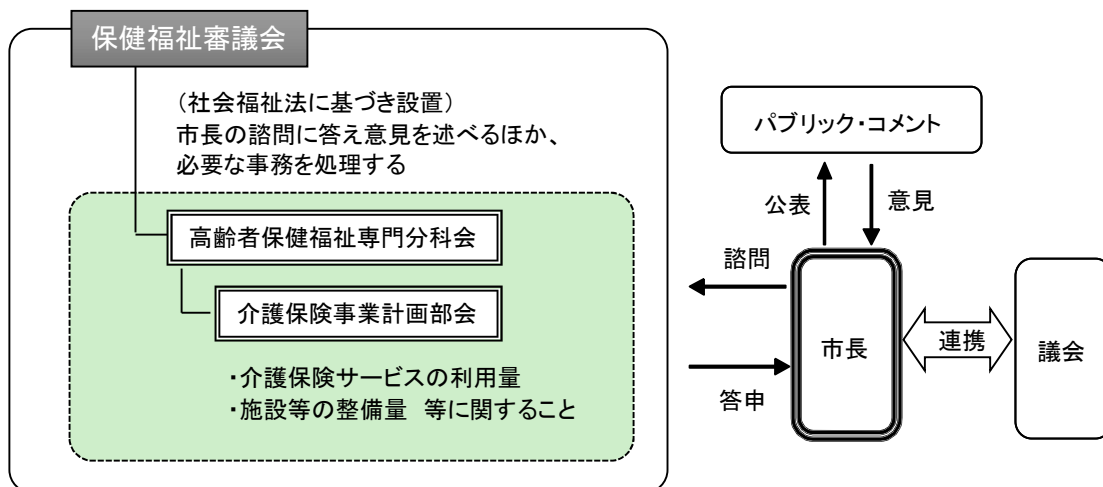 保健福祉審議会
（社会福祉法に基づき設置）
市長の諮問に答え意見を述べるほか、
必要な事務を処理する
高齢者保健福祉専門分科会
介護保険事業計画部会
・介護保険サービスの利用量
・施設等の整備量　等に関すること
パブリック・コメント
公表
意見
諮問
答申
市長
連携
議会